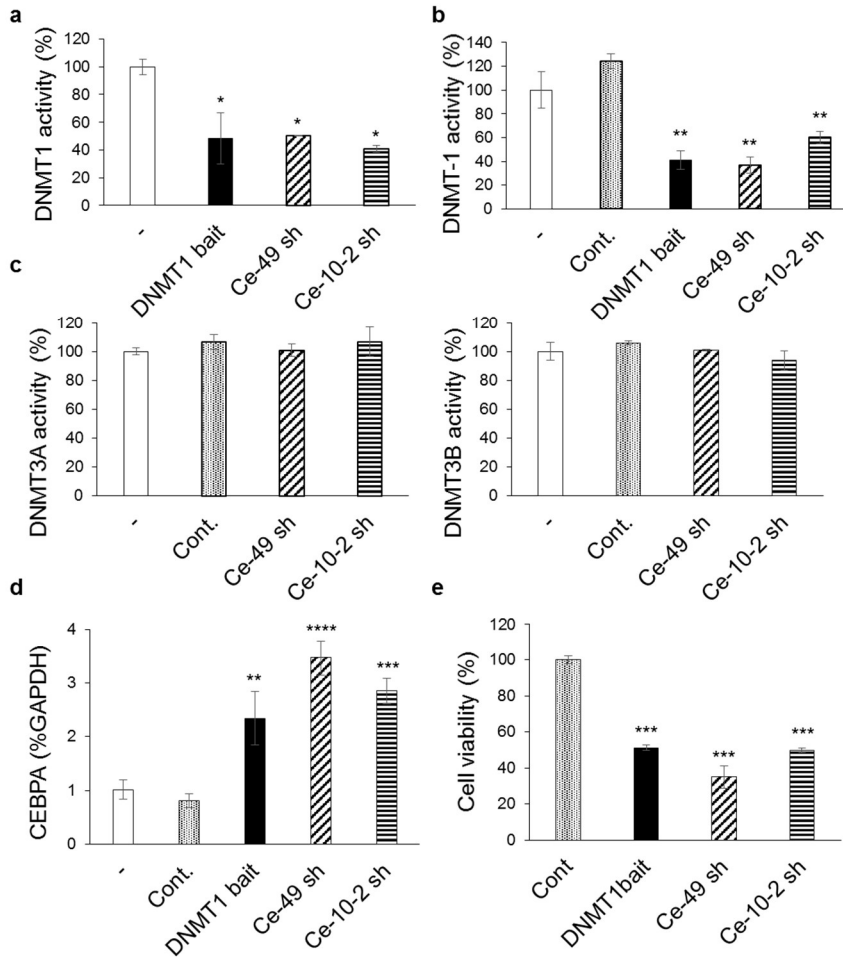 a
DNMT1 activity (%)
120
100
80
60
40
20
0
*
*
*
-
DNMT1 bait
Ce-49 sh
Ce-10-2 sh
b
DNMT-1 activity (%)
140
120
100
80
60
40
20
0
**
**
**
-
Cont.
DNMT1 bait
Ce-49 sh
Ce-10-2 sh
c
DNMT3A activity (%)
120
100
80
60
40
20
0
-
Cont.
Ce-49 sh
Ce-10-2 sh
DNMT3B activity (%)
120
100
80
60
40
20
0
-
Cont.
Ce-49 sh
Ce-10-2 sh
d
CEBPA (%GAPDH)
4
3
2
1
0
**
****
***
-
Cont.
DNMT1 bait
Ce-49 sh
Ce-10-2 sh
e
Cell viability (%)
120
100
80
60
40
20
0
***
***
***
Cont
DNMT1bait
Ce-49 sh
Ce-10-2 sh